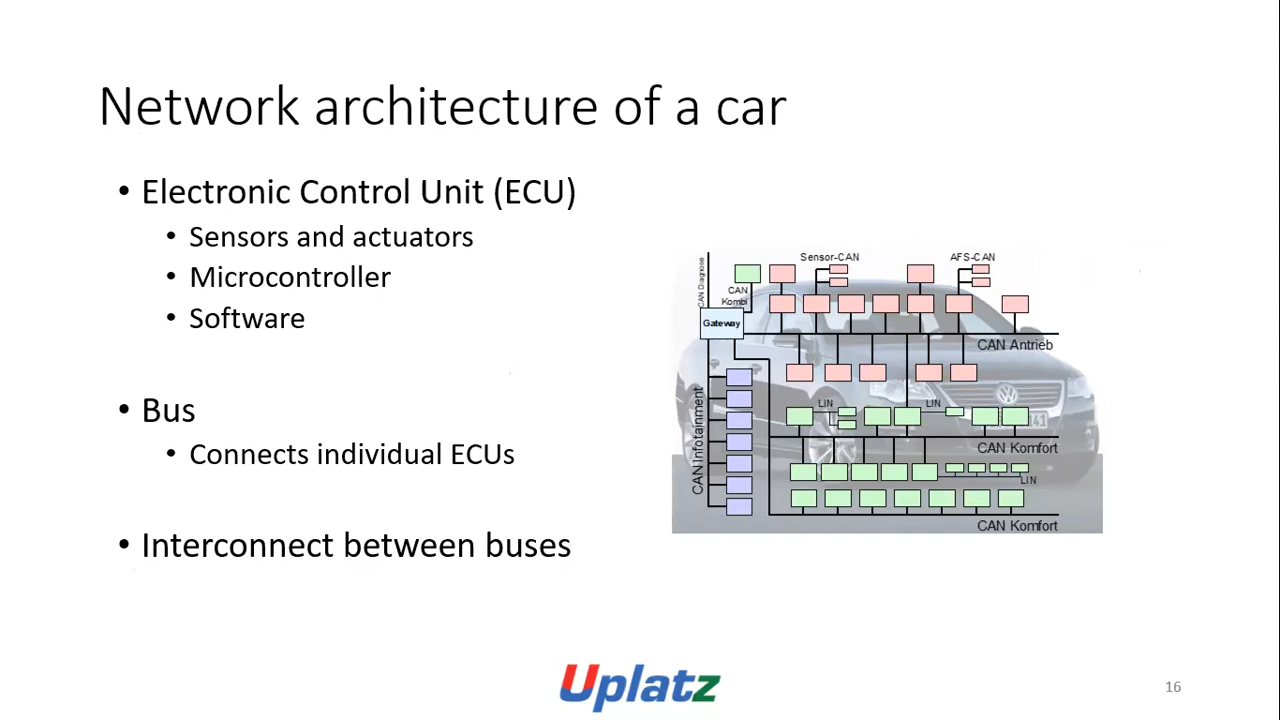 Network architecture of a car
• Electronic Control Unit (ECU)
• Sensors and actuators
• Microcontroller
• Software
• Bus
• Connects individual ECUs
• Interconnect between buses
CAN Diagnose
CAN
Kombi
Sensor-CAN
AFS-CAN
Gateway
CAN Antrieb
CAN Infotainment
LIN
LIN
CAN Komfort
LIN
CAN Komfort
Uplatz
16